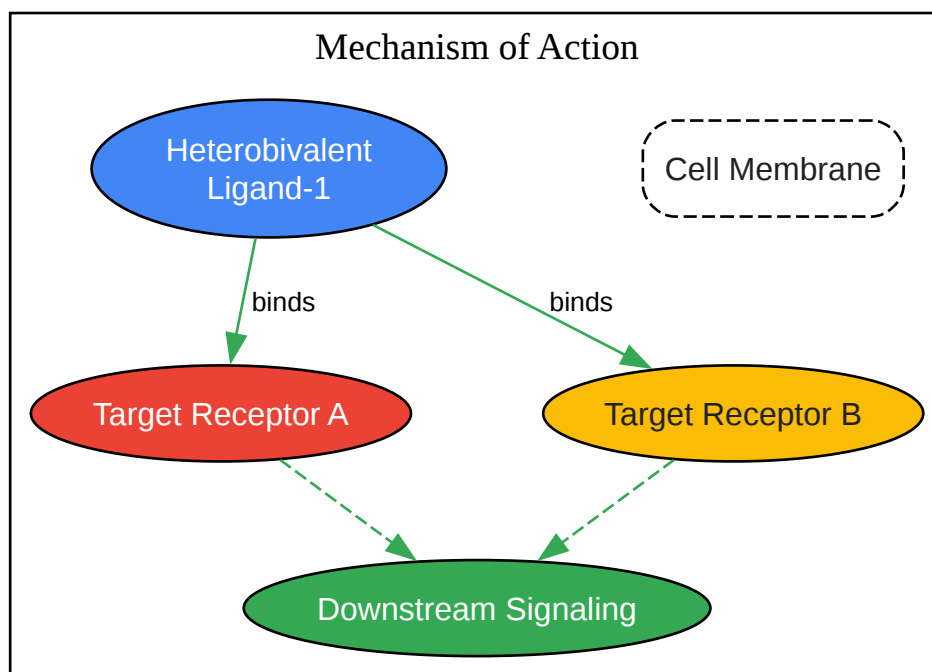 Mechanism of Action
Heterobivalent
Ligand-1
Cell Membrane
binds
binds
Target Receptor A
Target Receptor B
Downstream Signaling